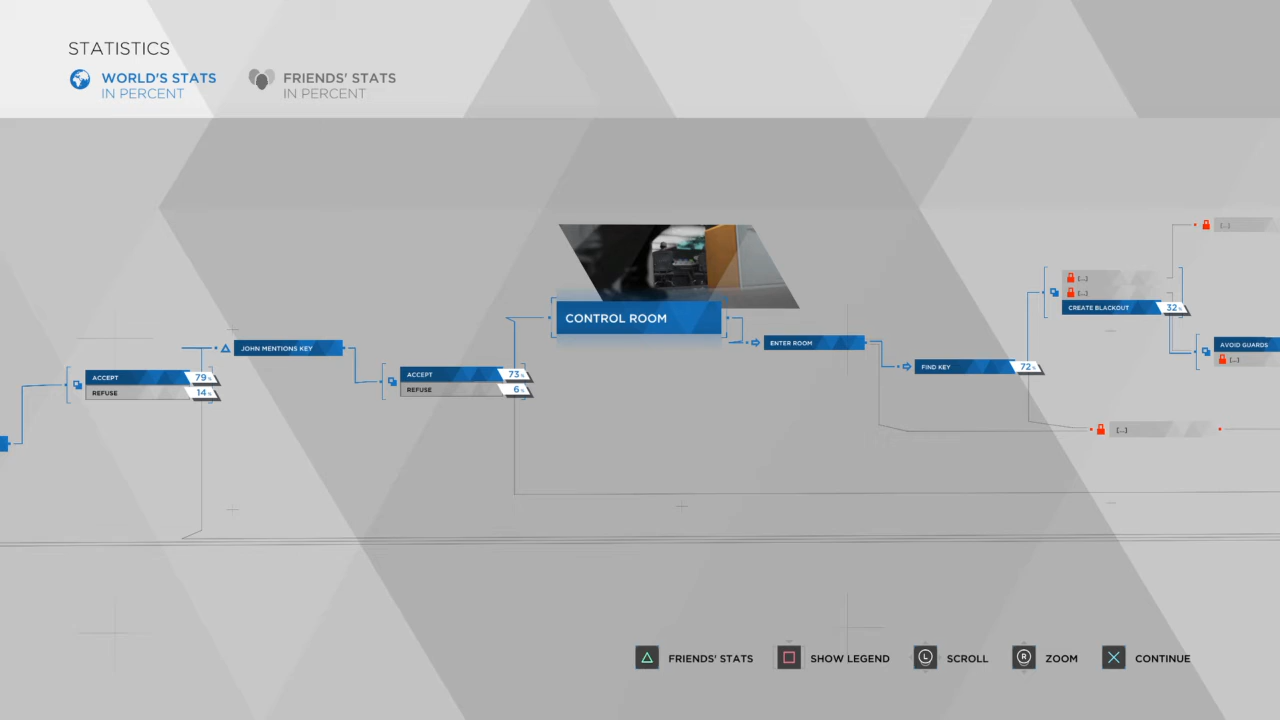 STATISTICS
WORLD'S STATS
IN PERCENT
FRIENDS' STATS
IN PERCENT
ACCEPT 79%
REFUSE 14%
JOHN MENTIONS KEY
ACCEPT 73%
REFUSE 6%
CONTROL ROOM
ENTER ROOM
FIND KEY 72%
[...]
[...]
CREATE BLACKOUT 32%
[...]
AVOID GUARDS
[...]
[...]
FRIENDS' STATS
SHOW LEGEND
L SCROLL
R ZOOM
CONTINUE